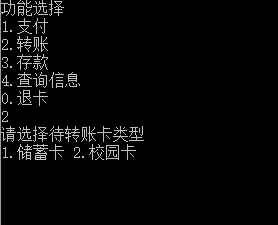 功能选择
1.支付
2.转账
3.存款
4.查询信息
0.退卡
2
请选择待转账卡类型
1.储蓄卡 2.校园卡